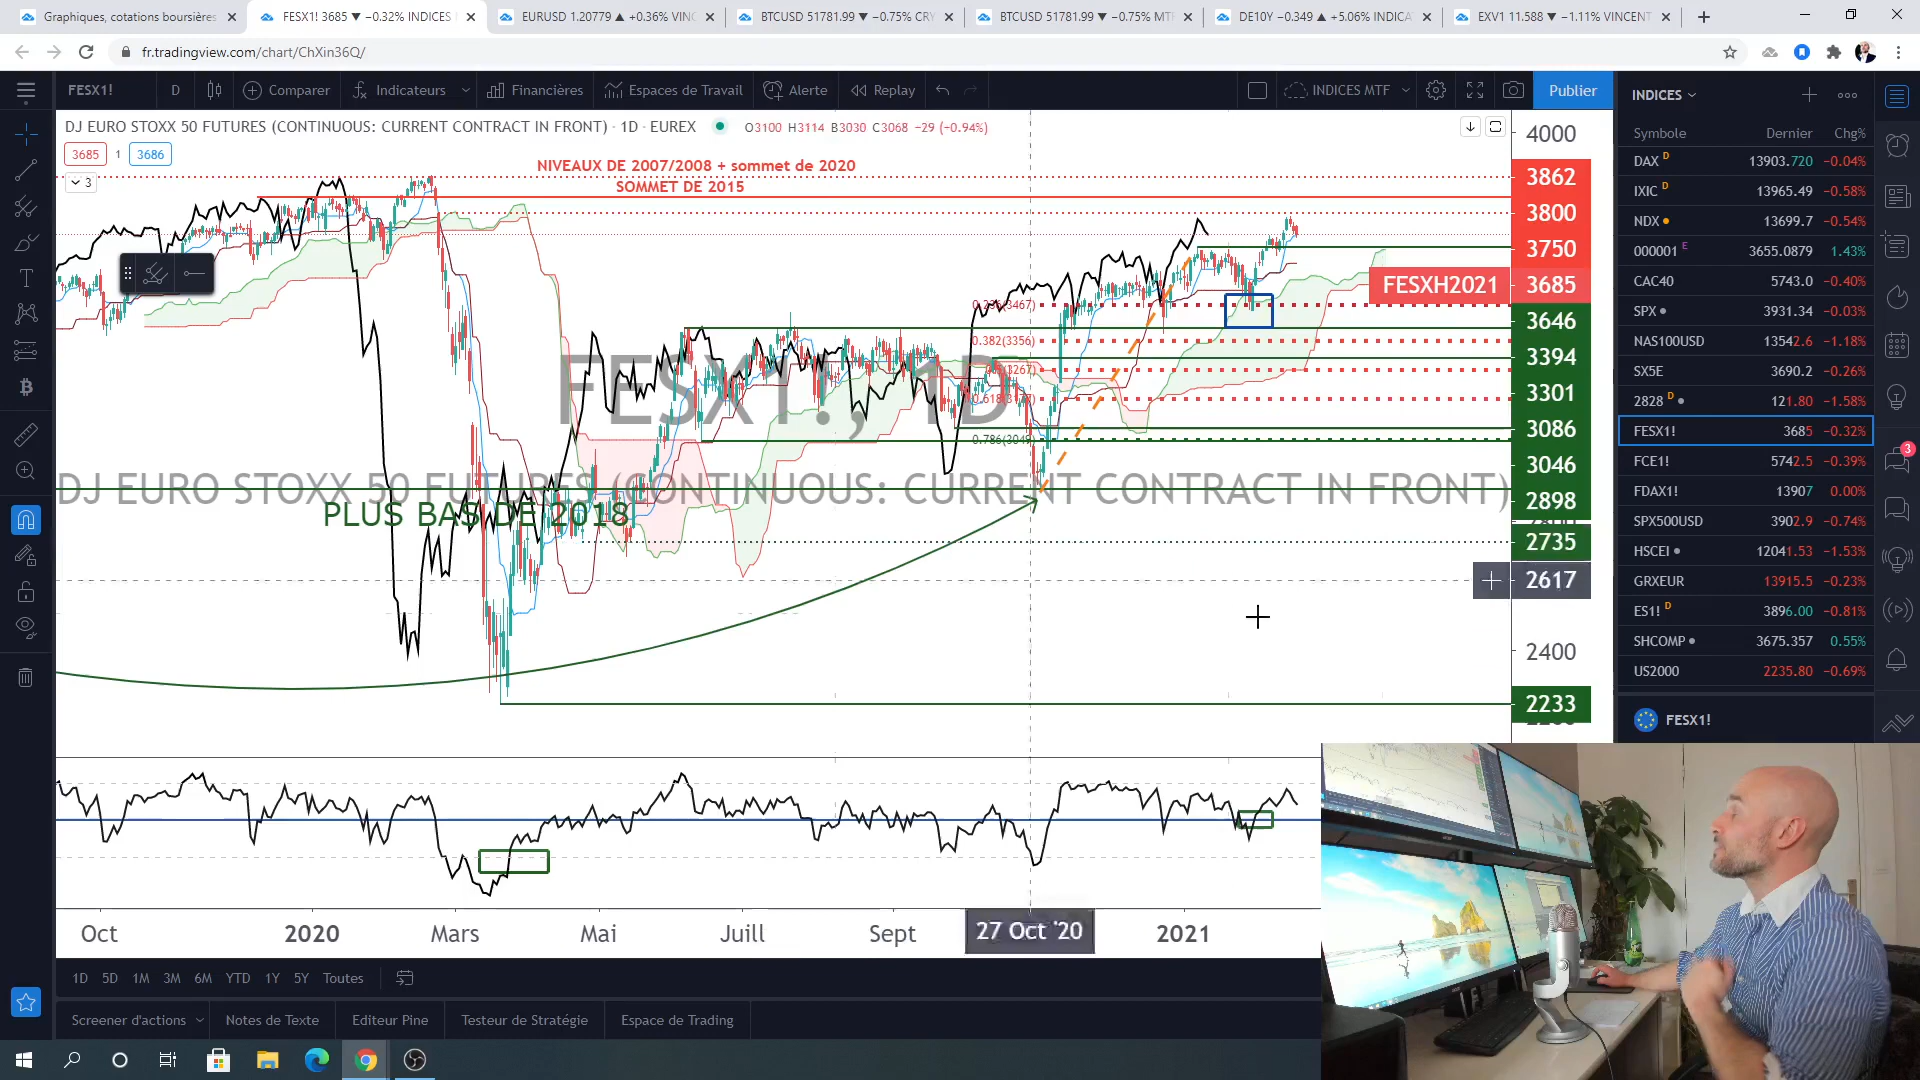 Graphiques, cotations boursières
FESX1! 3685 ▼ −0.32% INDICES
EURUSD 1.20779 ▲ +0.36% VINC
BTCUSD 51781.99 ▼ −0.75% CRY
BTCUSD 51781.99 ▼ −0.75% MTF
DE10Y −0.349 ▲ +5.06% INDICA
EXV1 11.588 ▼ −1.11% VINCENT
fr.tradingview.com/chart/ChXin36Q/
FESX1!
D
Comparer
Indicateurs
Financières
Espaces de Travail
Alerte
Replay
INDICES MTF
Publier
DJ EURO STOXX 50 FUTURES (CONTINUOUS: CURRENT CONTRACT IN FRONT) · 1D · EUREX
O3100 H3114 B3030 C3068 −29 (−0.94%)
3685 1 3686
3
NIVEAUX DE 2007/2008 + sommet de 2020
SOMMET DE 2015
FESX1!, 1D
DJ EURO STOXX 50 FUTURES (CONTINUOUS: CURRENT CONTRACT IN FRONT)
PLUS BAS DE 2018
0.382(3356)
4000
3862
3800
3750
FESXH2021 3685
3646
3394
3301
3086
3046
2898
2735
2617
2400
2233
Oct
2020
Mars
Mai
Juill
Sept
27 Oct '20
2021
1D 5D 1M 3M 6M YTD 1Y 5Y Toutes
Screener d'actions
Notes de Texte
Editeur Pine
Testeur de Stratégie
Espace de Trading
INDICES
Symbole Dernier Chg%
DAX D 13903.720 −0.04%
IXIC D 13965.49 −0.58%
NDX 13699.7 −0.54%
000001 E 3655.0879 1.43%
CAC40 5743.0 −0.40%
SPX 3931.34 −0.03%
NAS100USD 13542.6 −1.18%
SX5E 3690.2 −0.26%
2828 D 121.80 −1.58%
FESX1! 3685 −0.32%
FCE1! 5742.5 −0.39%
FDAX1! 13907 0.00%
SPX500USD 3902.9 −0.74%
HSCEI 12041.53 −1.53%
GRXEUR 13915.5 −0.23%
ES1! D 3896.00 −0.81%
SHCOMP 3675.357 0.55%
US2000 2235.80 −0.69%
FESX1!
3